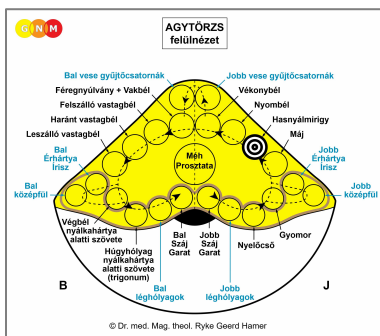 GNM
AGYTÖRZS
felülnézet
Bal vese gyűjtőcsatornák
Jobb vese gyűjtőcsatornák
Féregnyúlvány + Vakbél
Vékonybél
Felszálló vastagbél
Nyombél
Haránt vastagbél
Hasnyálmirigy
Leszálló vastagbél
Máj
Bal
Érhártya
Írisz
Méh
Prosztata
Jobb
Érhártya
Írisz
Bal
középfül
Jobb
középfül
Végbél
nyálkahártya
alatti szövete
Húgyhólyag
nyálkahártya
alatti szövete
(trigonum)
Bal
Száj
Garat
Jobb
Száj
Garat
Nyelőcső
Gyomor
Bal
léghólyagok
Jobb
léghólyagok
B
J
© Dr. med. Mag. theol. Ryke Geerd Hamer